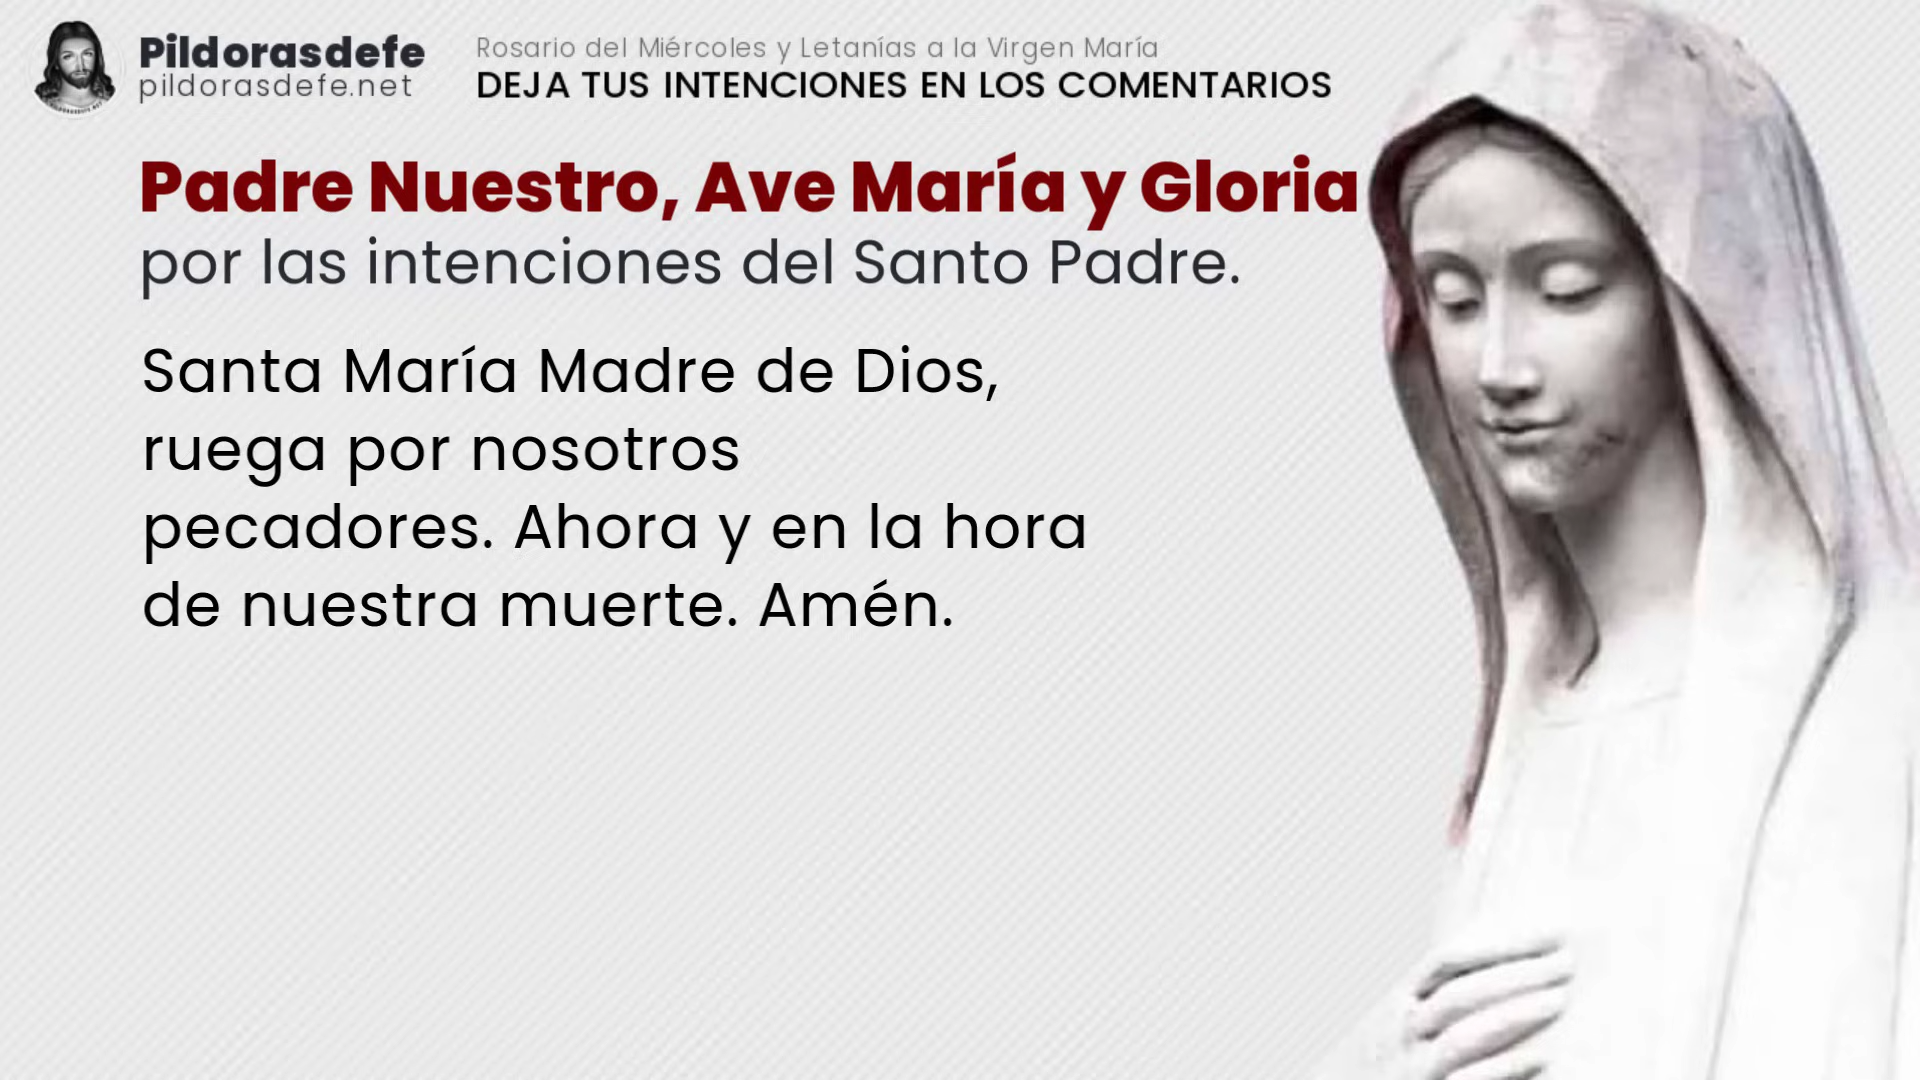 Pildorasdefe
pildorasdefe.net
Rosario del Miércoles y Letanías a la Virgen María
DEJA TUS INTENCIONES EN LOS COMENTARIOS
Padre Nuestro, Ave María y Gloria
por las intenciones del Santo Padre.
Santa María Madre de Dios,
ruega por nosotros
pecadores. Ahora y en la hora
de nuestra muerte. Amén.